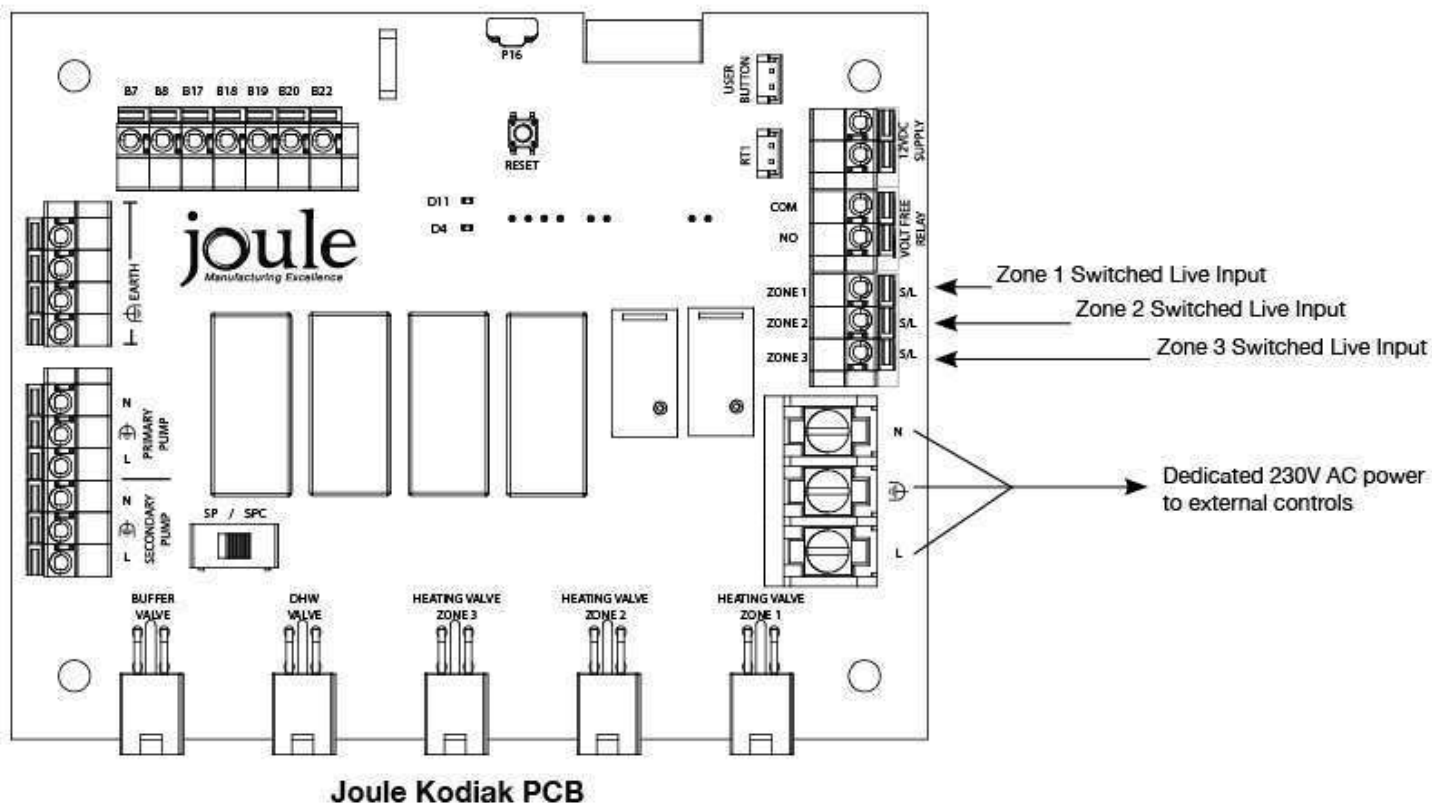 P16
USER
BUTTON
B7 B8 B17 B18 B19 B20 B22
12VDC
SUPPLY
RESET
RT1
D11
D4
COM
NO
VOLT FREE
RELAY
joule
Manufacturing Excellence
EARTH
ZONE 1 S/L
Zone 1 Switched Live Input
ZONE 2 S/L
Zone 2 Switched Live Input
ZONE 3 S/L
Zone 3 Switched Live Input
N
L
PRIMARY
PUMP
N
L
SECONDARY
PUMP
N
L
Dedicated 230V AC power
to external controls
SP / SPC
BUFFER
VALVE
DHW
VALVE
HEATING VALVE
ZONE 3
HEATING VALVE
ZONE 2
HEATING VALVE
ZONE 1
Joule Kodiak PCB